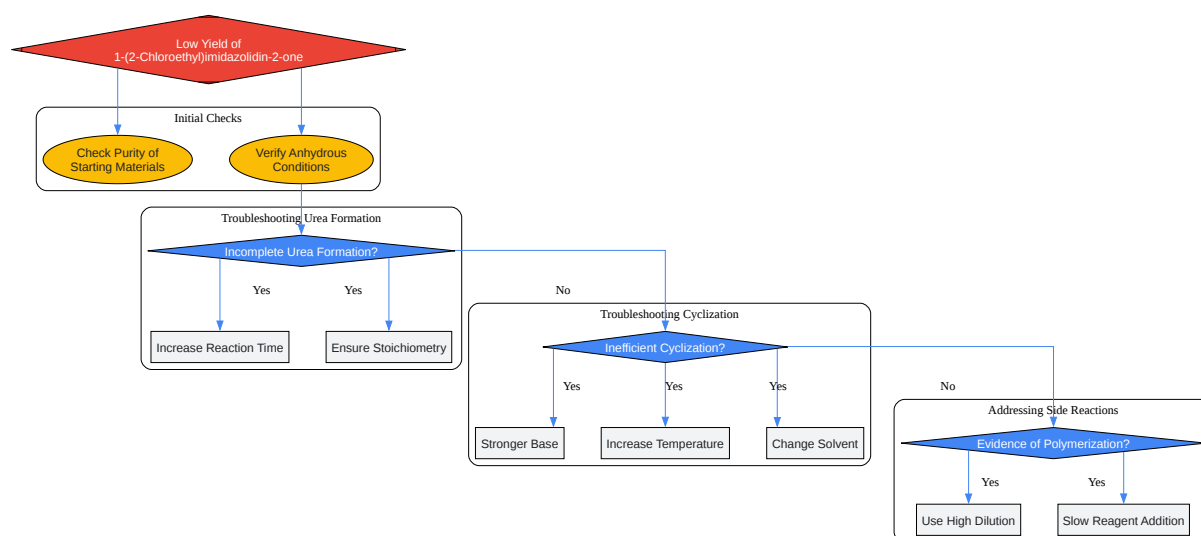 Low Yield of
1-(2-Chloroethyl)imidazolidin-2-one
Initial Checks
Check Purity of
Starting Materials
Verify Anhydrous
Conditions
Troubleshooting Urea Formation
Incomplete Urea Formation?
Yes
Yes
No
Increase Reaction Time
Ensure Stoichiometry
Troubleshooting Cyclization
Inefficient Cyclization?
Yes
Yes
Yes
No
Stronger Base
Increase Temperature
Change Solvent
Addressing Side Reactions
Evidence of Polymerization?
Yes
Yes
Use High Dilution
Slow Reagent Addition